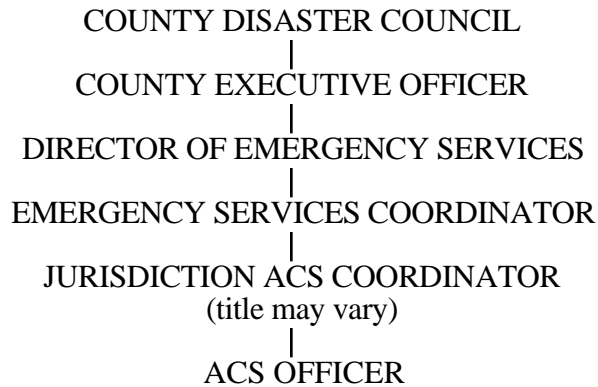 COUNTY DISASTER COUNCIL
COUNTY EXECUTIVE OFFICER
DIRECTOR OF EMERGENCY SERVICES
EMERGENCY SERVICES COORDINATOR
JURISDICTION ACS COORDINATOR
(title may vary)
ACS OFFICER